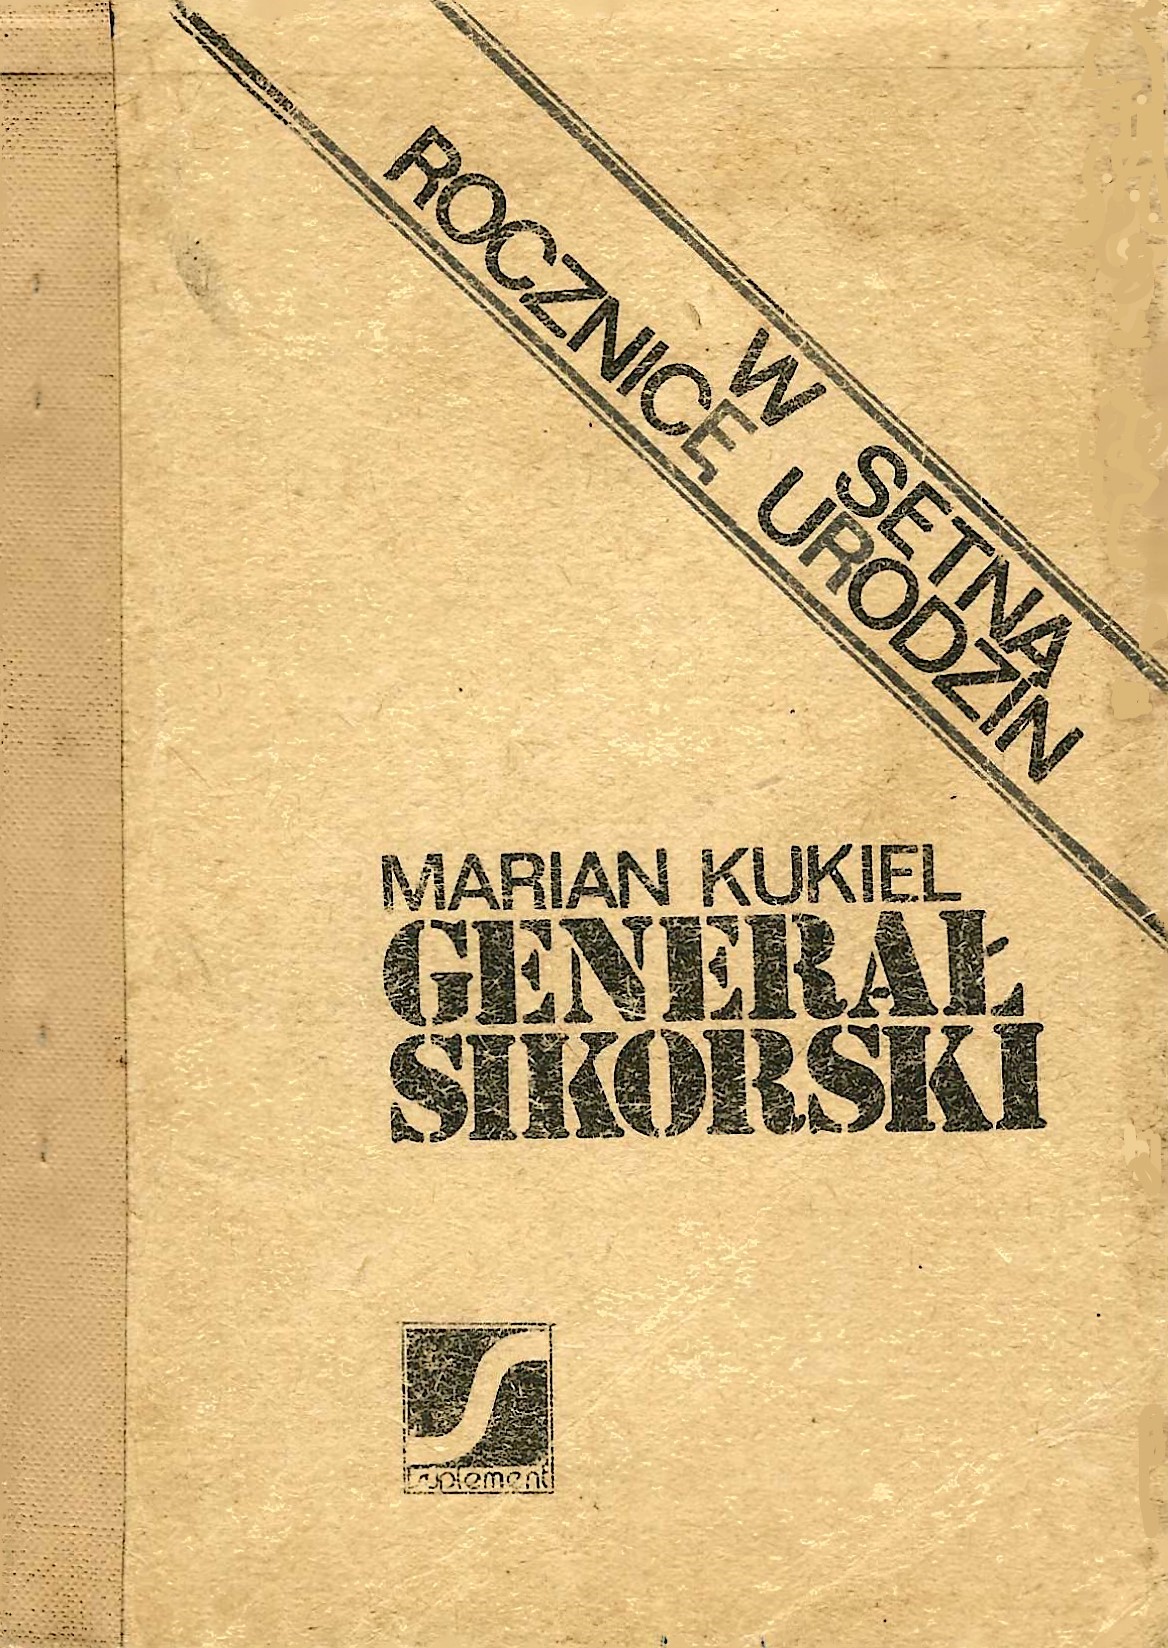 W SETNĄ
ROCZNICĘ URODZIN
MARIAN KUKIEL
GENERAŁ
SIKORSKI
suplement